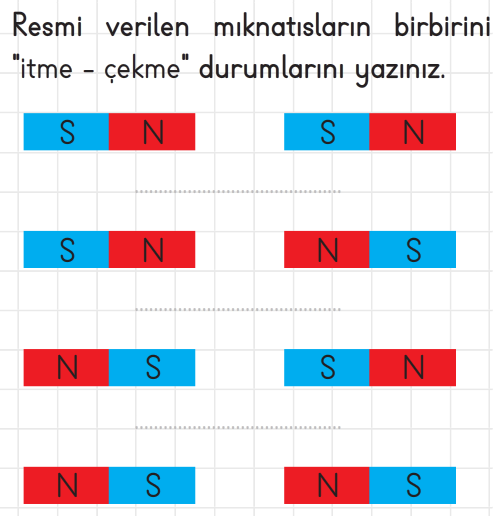 Resmi verilen mıknatısların birbirini
"itme - çekme" durumlarını yazınız.
S N S N
S N N S
N S S N
N S N S